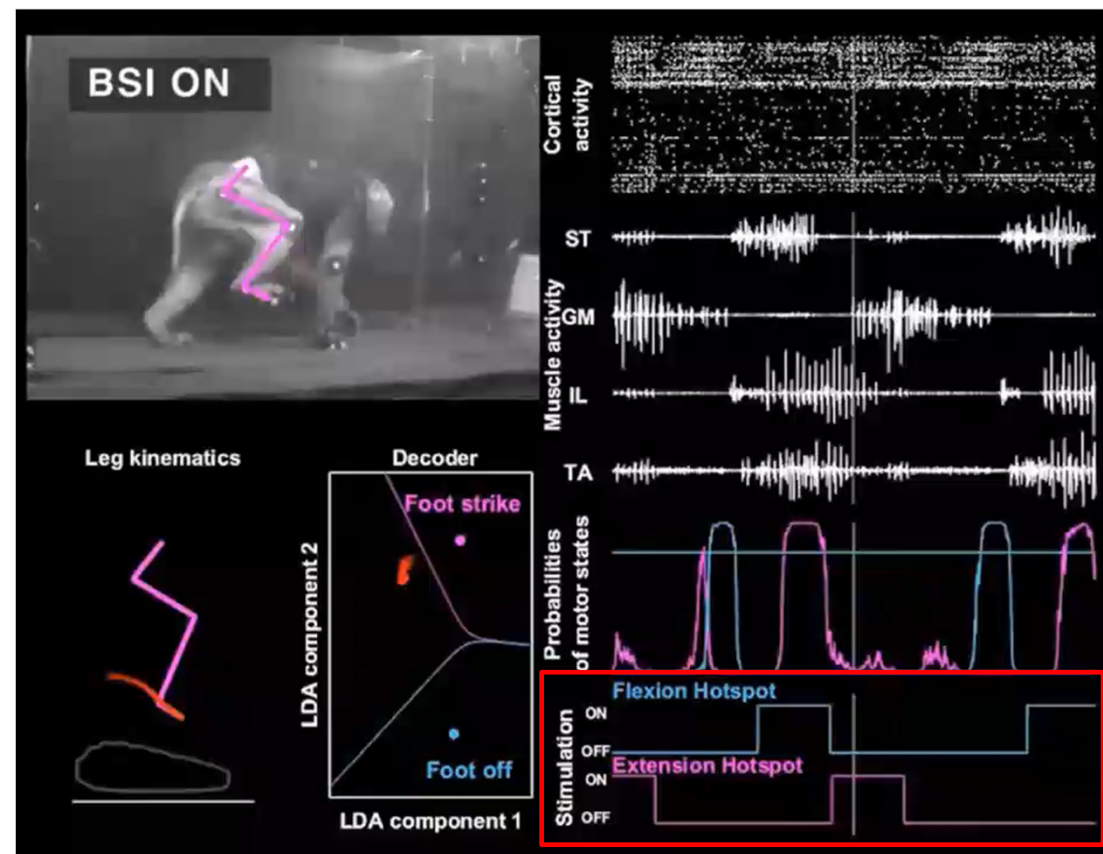 BSI ON
Cortical
activity
ST
GM
IL
TA
Muscle activity
Leg kinematics
Decoder
Foot strike
Foot off
LDA component 2
LDA component 1
Probabilities
of motor states
Flexion Hotspot
ON
OFF
Extension Hotspot
ON
OFF
Stimulation